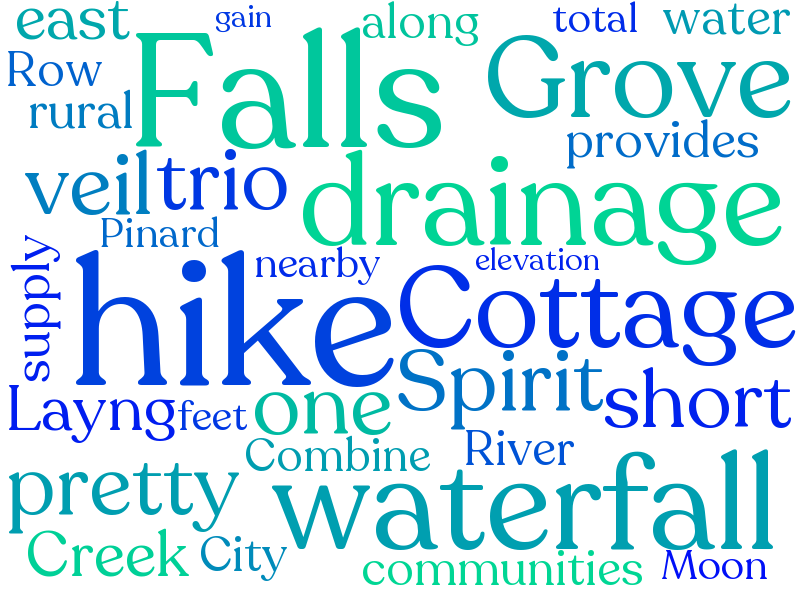 east
gain
along
total
water
Row
Falls
Grove
rural
provides
veil
trio
drainage
Pinard
supply
nearby
elevation
hike
Cottage
Spirit
short
Layng
feet
one
Combine
River
pretty
waterfall
Creek
City
communities
Moon